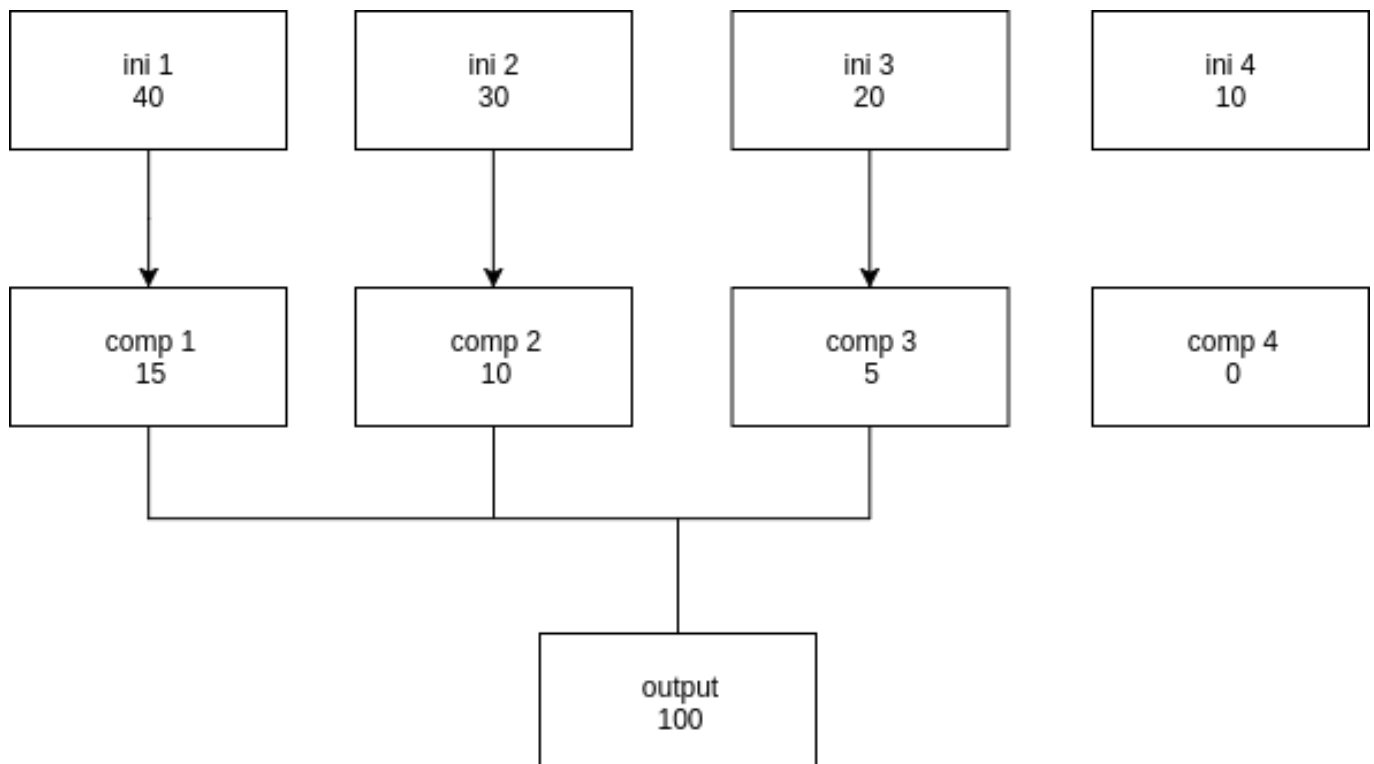 ini 1
40
ini 2
30
ini 3
20
ini 4
10
comp 1
15
comp 2
10
comp 3
5
comp 4
0
output
100